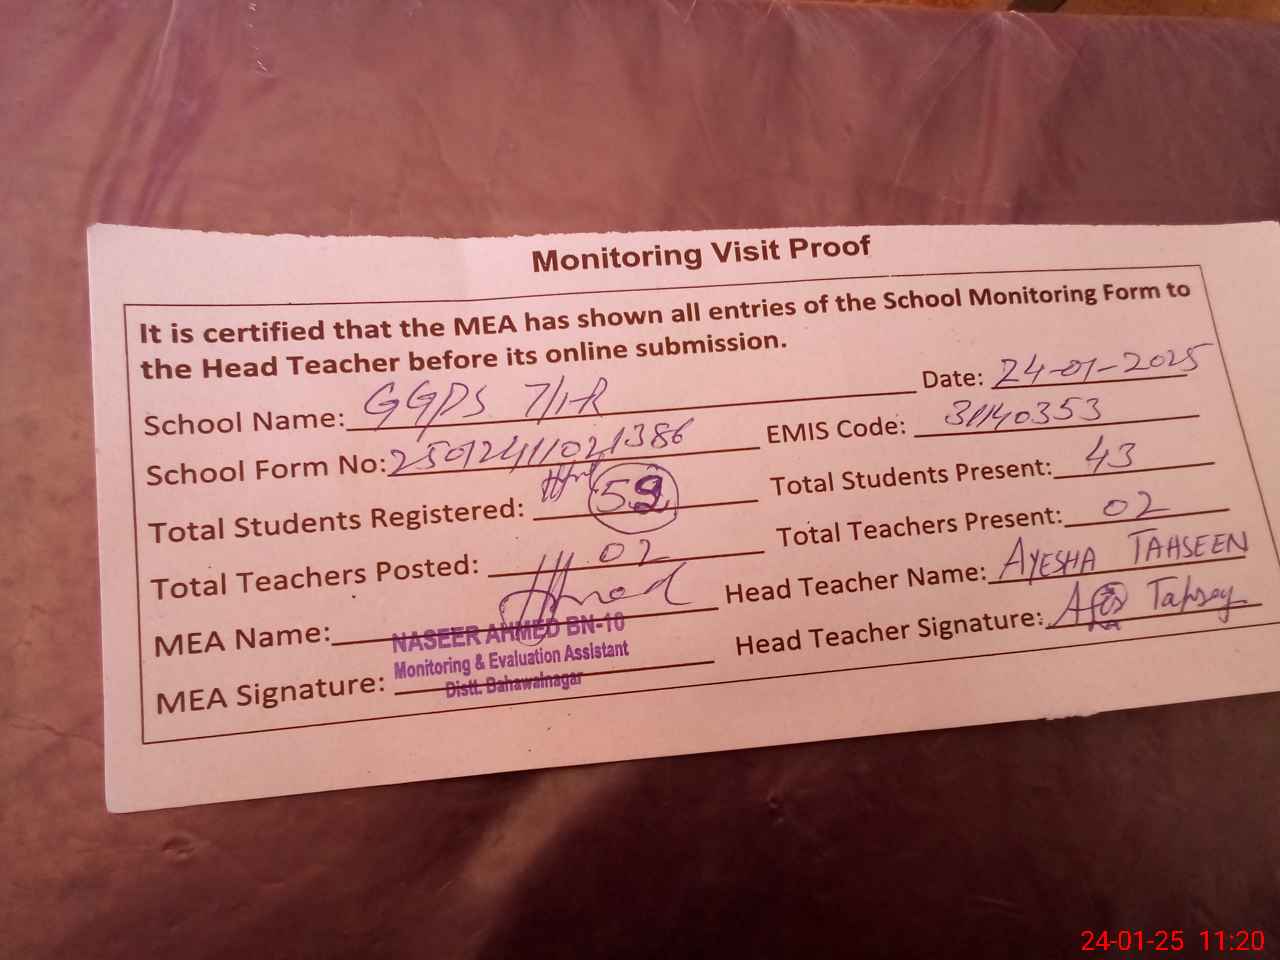 Monitoring Visit Proof
It is certified that the MEA has shown all entries of the School Monitoring Form to
the Head Teacher before its online submission.
School Name: GGPS 7/1-R Date: 24-01-2025
School Form No: 25012411021386 EMIS Code: 31140353
Total Students Registered: Total Students Present: 43
Total Teachers Posted: 02 Total Teachers Present: 02
MEA Name: Head Teacher Name: AYESHA TAHSEEN
NASEER AHMED BN-10
Monitoring & Evaluation Assistant
Distt. Bahawalnagar
MEA Signature: Head Teacher Signature:
24-01-25 11:20